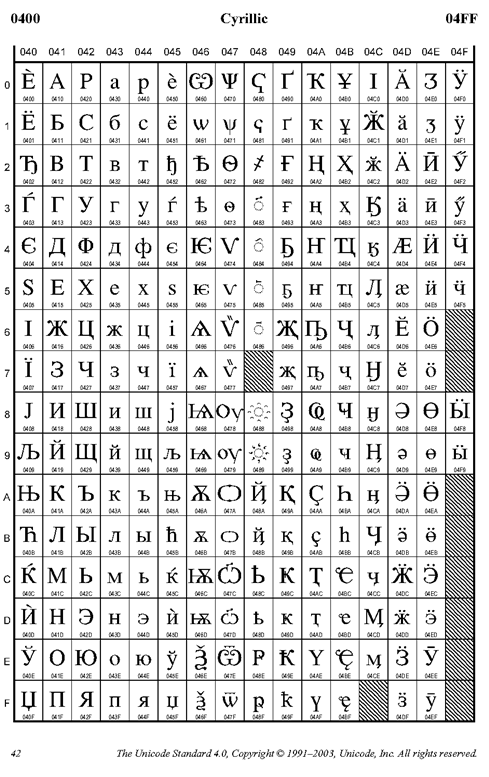 0400 Cyrillic 04FF
040 041 042 043 044 045 046 047 048 049 04A 04B 04C 04D 04E 04F
0 Ѐ А Р а р ѐ Ѡ Ѱ Ҁ Ґ Ҡ Ұ Ӏ Ӑ Ӡ Ӱ
0400 0410 0420 0430 0440 0450 0460 0470 0480 0490 04A0 04B0 04C0 04D0 04E0 04F0
1 Ё Б С б с ё ѡ ѱ ҁ ґ ҡ ұ Ӂ ӑ ӡ ӱ
0401 0411 0421 0431 0441 0451 0461 0471 0481 0491 04A1 04B1 04C1 04D1 04E1 04F1
2 Ђ В Т в т ђ Ѣ Ѳ ҂ Ғ Ң Ҳ ӂ Ӓ Ӣ Ӳ
0402 0412 0422 0432 0442 0452 0462 0472 0482 0492 04A2 04B2 04C2 04D2 04E2 04F2
3 Ѓ Г У г у ѓ ѣ ѳ ◌҃ ғ ң ҳ Ӄ ӓ ӣ ӳ
0403 0413 0423 0433 0443 0453 0463 0473 0483 0493 04A3 04B3 04C3 04D3 04E3 04F3
4 Є Д Ф д ф є Ѥ Ѵ ◌҄ Ҕ Ҥ Ҵ ӄ Ӕ Ӥ Ӵ
0404 0414 0424 0434 0444 0454 0464 0474 0484 0494 04A4 04B4 04C4 04D4 04E4 04F4
5 Ѕ Е Х е х ѕ ѥ ѵ ◌҅ ҕ ҥ ҵ Ӆ ӕ ӥ ӵ
0405 0415 0425 0435 0445 0455 0465 0475 0485 0495 04A5 04B5 04C5 04D5 04E5 04F5
6 І Ж Ц ж ц і Ѧ Ѷ ◌҆ Җ Ҧ Ҷ ӆ Ӗ Ӧ
0406 0416 0426 0436 0446 0456 0466 0476 0486 0496 04A6 04B6 04C6 04D6 04E6
7 Ї З Ч з ч ї ѧ ѷ җ ҧ ҷ Ӈ ӗ ӧ
0407 0417 0427 0437 0447 0457 0467 0477 0497 04A7 04B7 04C7 04D7 04E7
8 Ј И Ш и ш ј Ѩ Ѹ ◌҈ Ҙ Ҩ Ҹ ӈ Ә Ө Ӹ
0408 0418 0428 0438 0448 0458 0468 0478 0488 0498 04A8 04B8 04C8 04D8 04E8 04F8
9 Љ Й Щ й щ љ ѩ ѹ ◌҉ ҙ ҩ ҹ Ӊ ә ө ӹ
0409 0419 0429 0439 0449 0459 0469 0479 0489 0499 04A9 04B9 04C9 04D9 04E9 04F9
A Њ К Ъ к ъ њ Ѫ Ѻ Ҋ Қ Ҫ Һ ӊ Ӛ Ӫ
040A 041A 042A 043A 044A 045A 046A 047A 048A 049A 04AA 04BA 04CA 04DA 04EA
B Ћ Л Ы л ы ћ ѫ ѻ ҋ қ ҫ һ Ӌ ӛ ӫ
040B 041B 042B 043B 044B 045B 046B 047B 048B 049B 04AB 04BB 04CB 04DB 04EB
C Ќ М Ь м ь ќ Ѭ Ѽ Ҍ Ҝ Ҭ Ҽ ӌ Ӝ Ӭ
040C 041C 042C 043C 044C 045C 046C 047C 048C 049C 04AC 04BC 04CC 04DC 04EC
D Ѝ Н Э н э ѝ ѭ ѽ ҍ ҝ ҭ ҽ Ӎ ӝ ӭ
040D 041D 042D 043D 044D 045D 046D 047D 048D 049D 04AD 04BD 04CD 04DD 04ED
E Ў О Ю о ю ў Ѯ Ѿ Ҏ Ҟ Ү Ҿ ӎ Ӟ Ӯ
040E 041E 042E 043E 044E 045E 046E 047E 048E 049E 04AE 04BE 04CE 04DE 04EE
F Џ П Я п я џ ѯ ѿ ҏ ҟ ү ҿ ӟ ӯ
040F 041F 042F 043F 044F 045F 046F 047F 048F 049F 04AF 04BF 04DF 04EF
42 The Unicode Standard 4.0, Copyright © 1991–2003, Unicode, Inc. All rights reserved.